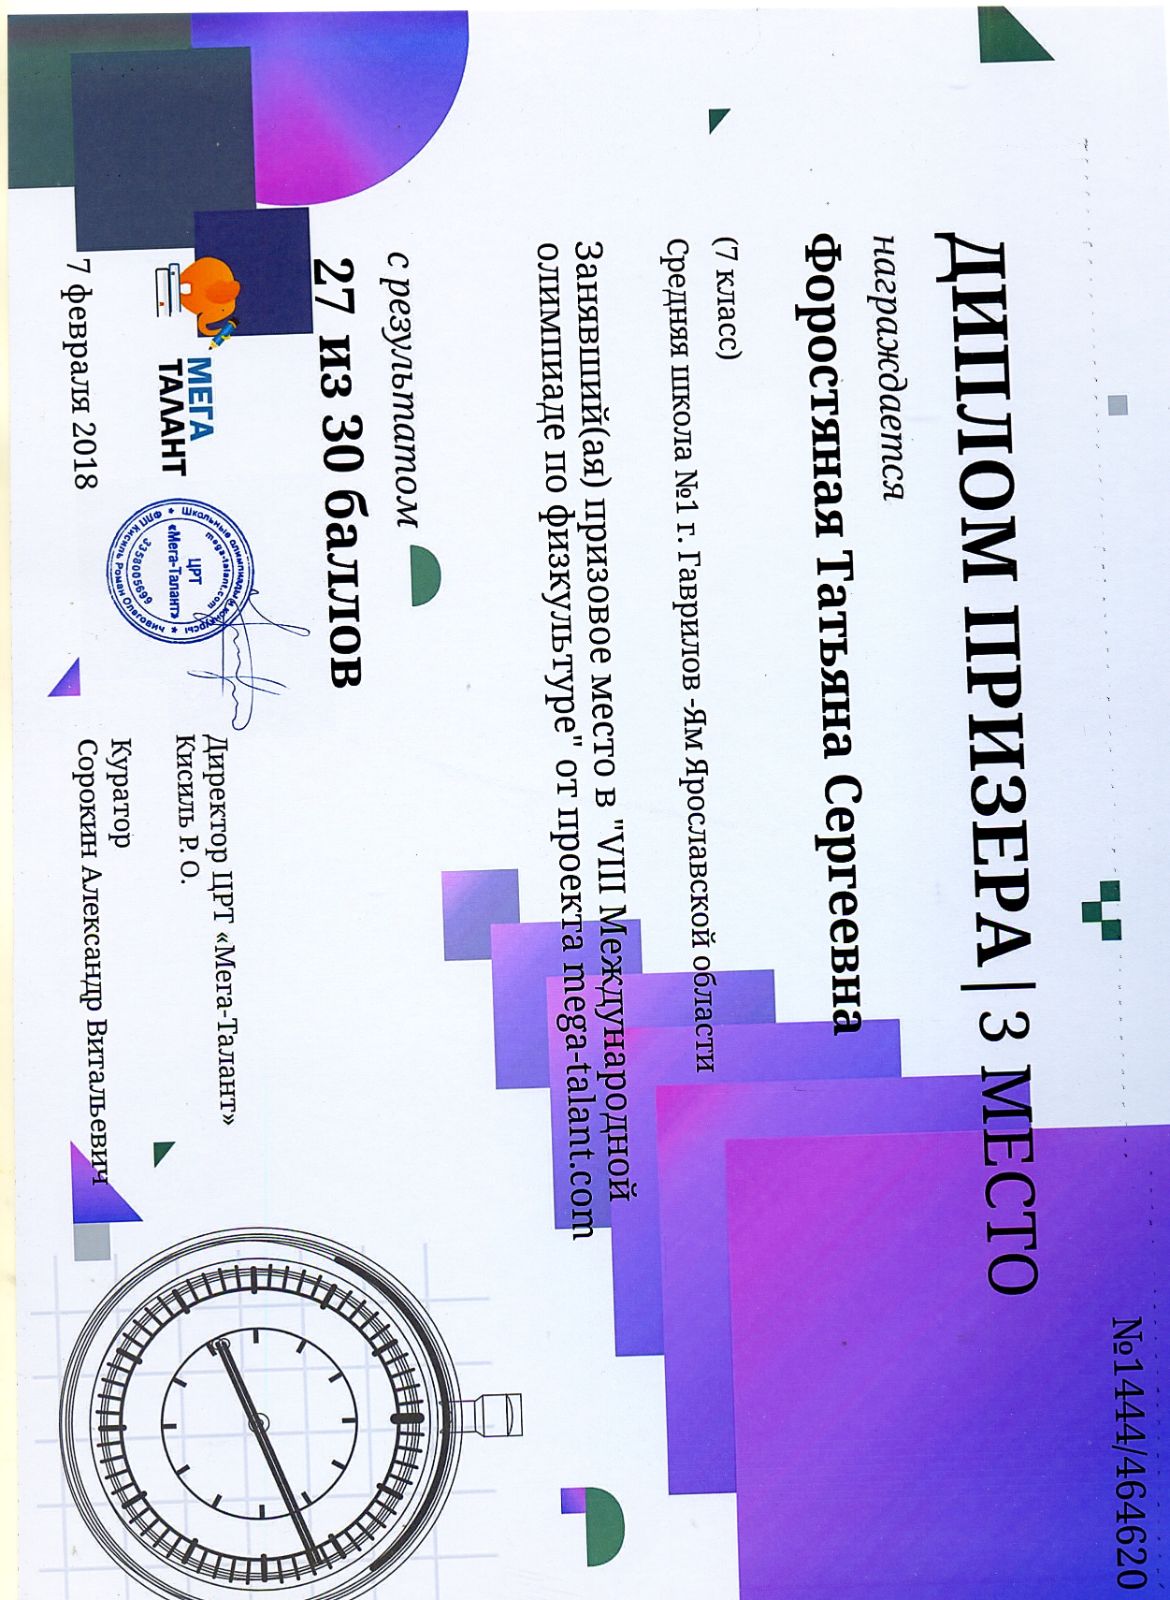 №1444/464620
ДИПЛОМ ПРИЗЕРА|3 МЕСТО
награждается
Форостяная Татьяна Сергеевна
(7 класс)
Средняя школа №1 г. Гаврилов -Ям Ярославской области
Занявший(ая) призовое место в "VIII Международной
олимпиаде по физкультуре" от проекта mega-talant.com
с результатом
27 из 30 баллов
МЕГА
ТАЛАНТ
Школьные олимпиады и конкурсы
mega-talant.com
ЦРТ
«Мега-Талант»
3358005699
ФЛП Кисиль Роман Олегович
Директор ЦРТ «Мега-Талант»
Кисиль Р. О.
Куратор
Сорокин Александр Витальевич
7 февраля 2018